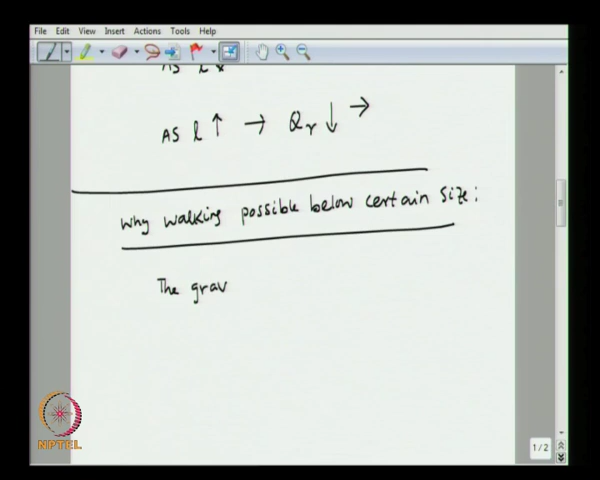 File Edit View Insert Actions Tools Help
AS l ↑ → Qr ↓ →
Why walking possible below certain size:
The grav
NPTEL
1/2